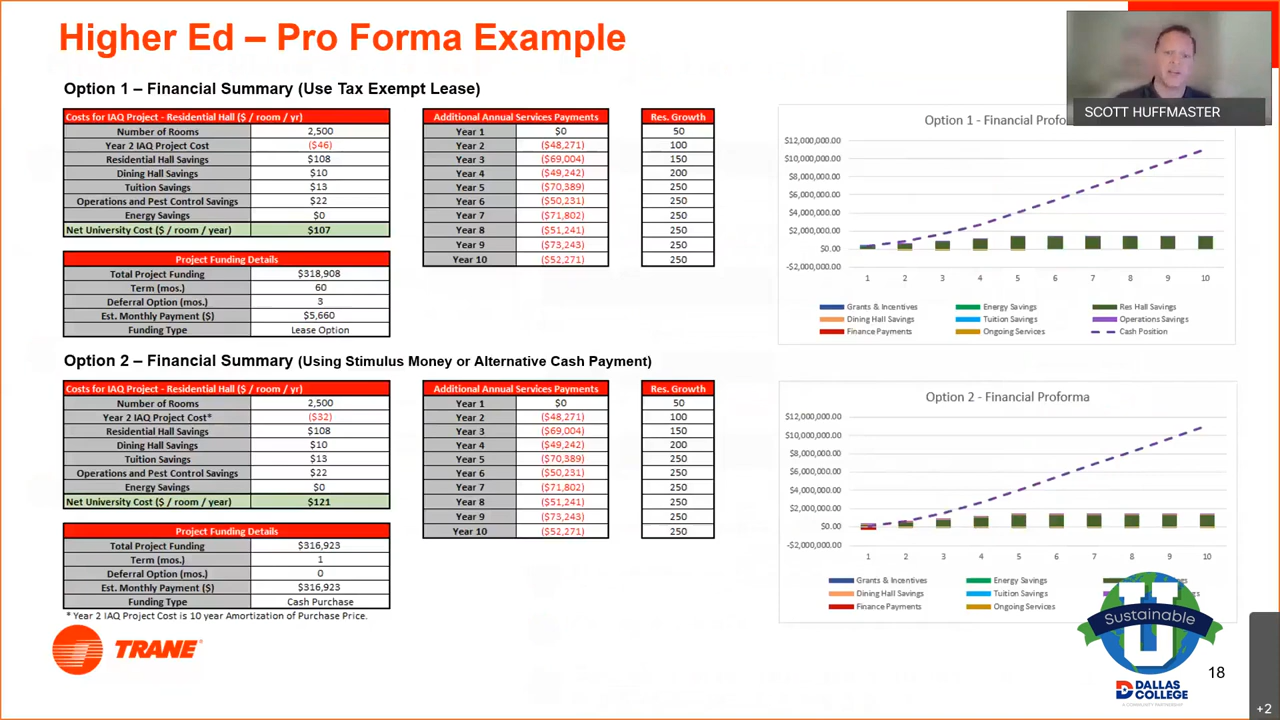 Higher Ed – Pro Forma Example
SCOTT HUFFMASTER
Option 1 – Financial Summary (Use Tax Exempt Lease)
Costs for IAQ Project - Residential Hall ($ / room / yr)
Number of Rooms 2,500
Year 2 IAQ Project Cost ($46)
Residential Hall Savings $108
Dining Hall Savings $10
Tuition Savings $13
Operations and Pest Control Savings $22
Energy Savings $0
Net University Cost ($ / room / year) $107
Additional Annual Services Payments
Year 1 $0
Year 2 ($48,271)
Year 3 ($69,004)
Year 4 ($49,242)
Year 5 ($70,389)
Year 6 ($50,231)
Year 7 ($71,802)
Year 8 ($51,241)
Year 9 ($73,243)
Year 10 ($52,271)
Res. Growth
50
100
150
200
250
250
250
250
250
250
Project Funding Details
Total Project Funding $318,908
Term (mos.) 60
Deferral Option (mos.) 3
Est. Monthly Payment ($) $5,660
Funding Type Lease Option
Option 1 - Financial
$12,000,000.00
$10,000,000.00
$8,000,000.00
$6,000,000.00
$4,000,000.00
$2,000,000.00
$0.00
-$2,000,000.00
1 2 3 4 5 6 7 8 9 10
Grants & Incentives Energy Savings Res Hall Savings
Dining Hall Savings Tuition Savings Operations Savings
Finance Payments Ongoing Services Cash Position
Option 2 – Financial Summary (Using Stimulus Money or Alternative Cash Payment)
Costs for IAQ Project - Residential Hall ($ / room / yr)
Number of Rooms 2,500
Year 2 IAQ Project Cost* ($32)
Residential Hall Savings $108
Dining Hall Savings $10
Tuition Savings $13
Operations and Pest Control Savings $22
Energy Savings $0
Net University Cost ($ / room / year) $121
Additional Annual Services Payments
Year 1 $0
Year 2 ($48,271)
Year 3 ($69,004)
Year 4 ($49,242)
Year 5 ($70,389)
Year 6 ($50,231)
Year 7 ($71,802)
Year 8 ($51,241)
Year 9 ($73,243)
Year 10 ($52,271)
Res. Growth
50
100
150
200
250
250
250
250
250
250
Project Funding Details
Total Project Funding $316,923
Term (mos.) 1
Deferral Option (mos.) 0
Est. Monthly Payment ($) $316,923
Funding Type Cash Purchase
* Year 2 IAQ Project Cost is 10 year Amortization of Purchase Price.
Option 2 - Financial Proforma
$12,000,000.00
$10,000,000.00
$8,000,000.00
$6,000,000.00
$4,000,000.00
$2,000,000.00
$0.00
-$2,000,000.00
1 2 3 4 5 6 7 8 9 10
Grants & Incentives Energy Savings
Dining Hall Savings Tuition Savings
Finance Payments Ongoing Services
TRANE
Sustainable
U
DALLAS
COLLEGE
A COMMUNITY PARTNERSHIP
18
+2